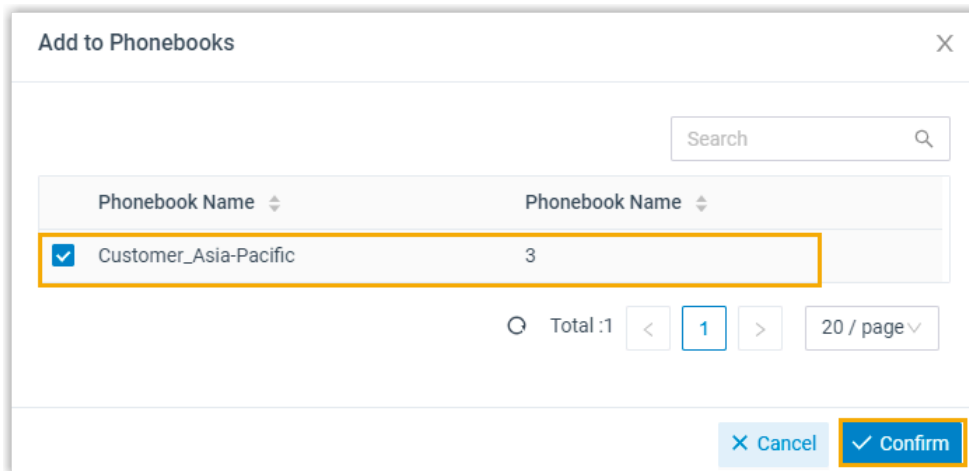 Add to Phonebooks
Search
Phonebook Name Phonebook Name
Customer_Asia-Pacific 3
Total :1 < 1 > 20 / page
Cancel Confirm